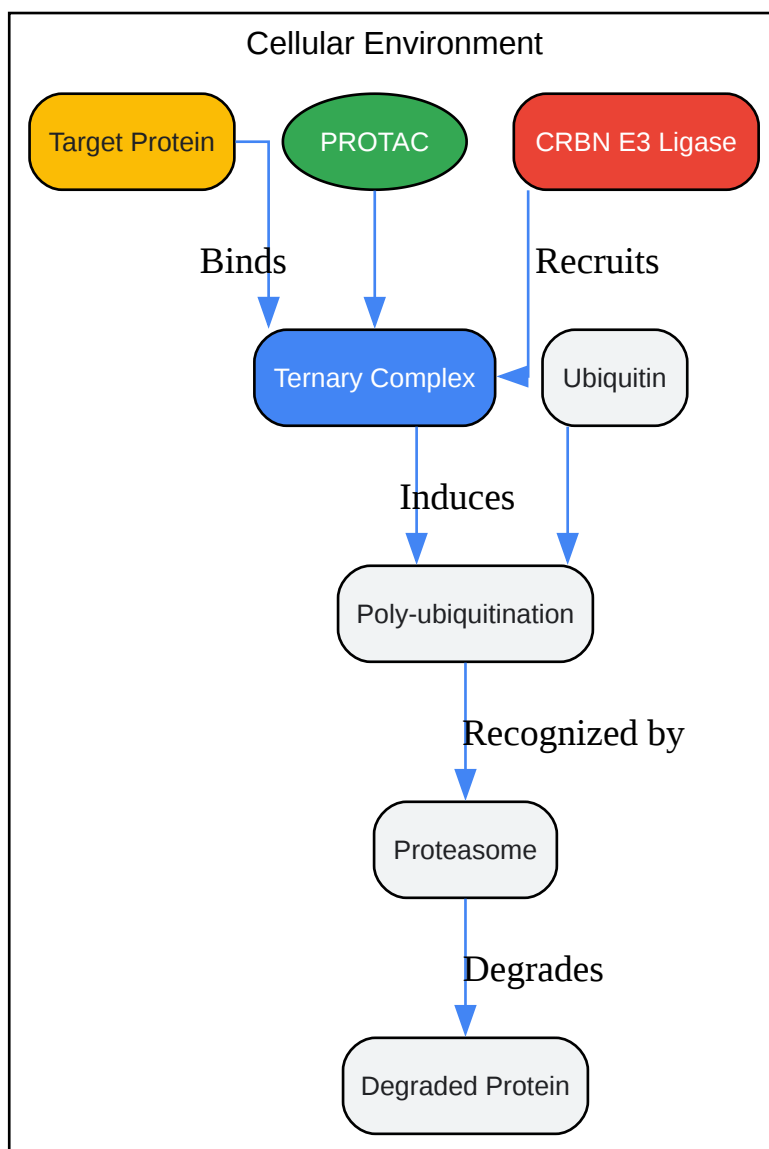 Cellular Environment
Target Protein
PROTAC
CRBN E3 Ligase
Binds
Recruits
Ternary Complex
Ubiquitin
Induces
Poly-ubiquitination
Recognized by
Proteasome
Degrades
Degraded Protein